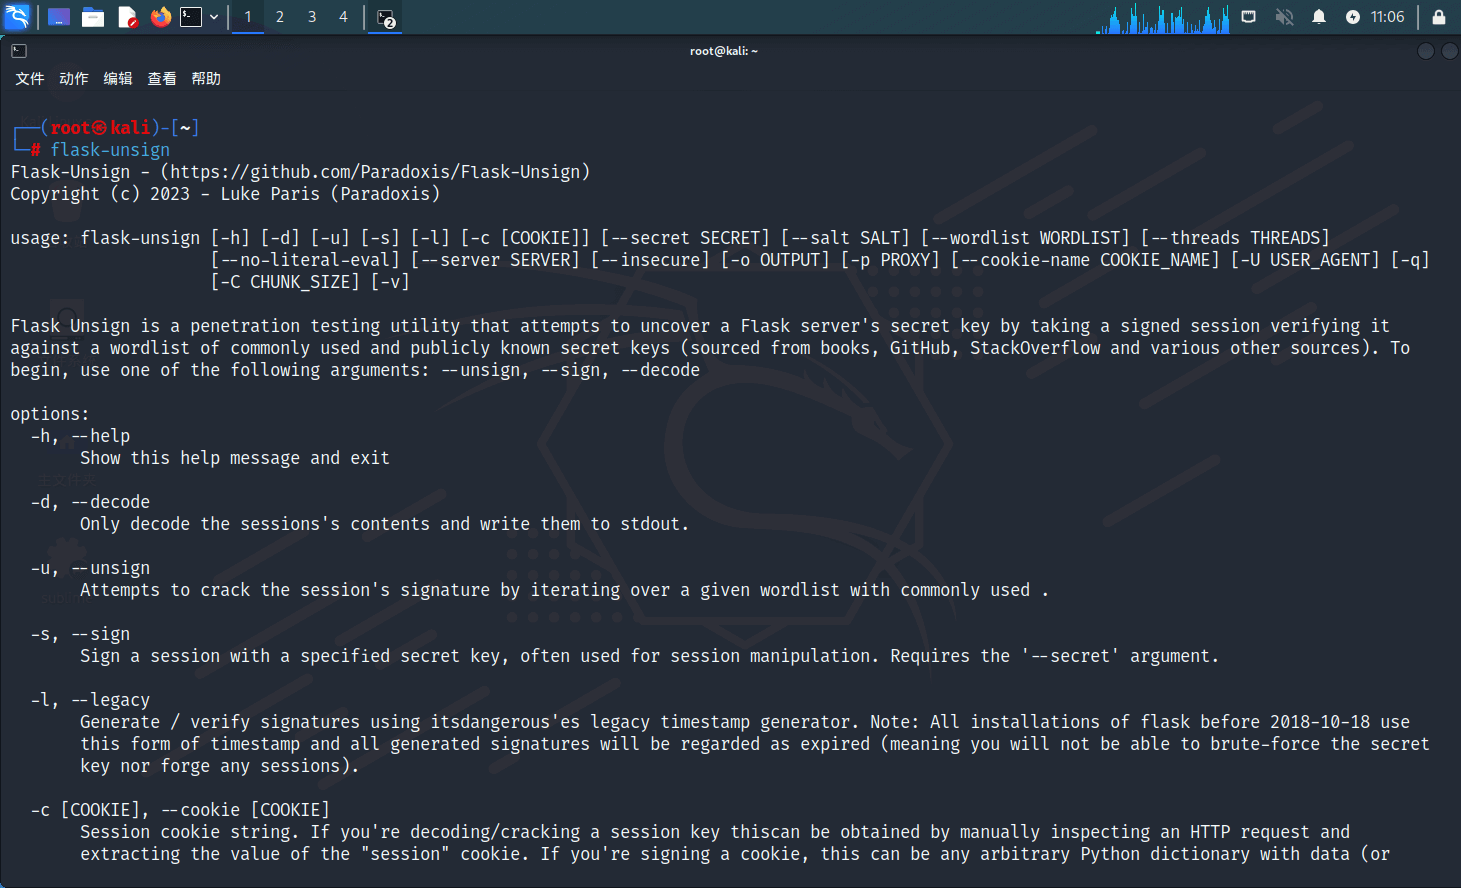 1 2 3 4 2 11:06
root@kali: ~
文件 动作 编辑 查看 帮助
┌──(root㉿kali)-[~]
└─# flask-unsign
Flask-Unsign - (https://github.com/Paradoxis/Flask-Unsign)
Copyright (c) 2023 - Luke Paris (Paradoxis)
usage: flask-unsign [-h] [-d] [-u] [-s] [-l] [-c [COOKIE]] [--secret SECRET] [--salt SALT] [--wordlist WORDLIST] [--threads THREADS]
[--no-literal-eval] [--server SERVER] [--insecure] [-o OUTPUT] [-p PROXY] [--cookie-name COOKIE_NAME] [-U USER_AGENT] [-q]
[-C CHUNK_SIZE] [-v]
Flask Unsign is a penetration testing utility that attempts to uncover a Flask server's secret key by taking a signed session verifying it
against a wordlist of commonly used and publicly known secret keys (sourced from books, GitHub, StackOverflow and various other sources). To
begin, use one of the following arguments: --unsign, --sign, --decode
options:
-h, --help
Show this help message and exit
-d, --decode
Only decode the sessions's contents and write them to stdout.
-u, --unsign
Attempts to crack the session's signature by iterating over a given wordlist with commonly used .
-s, --sign
Sign a session with a specified secret key, often used for session manipulation. Requires the '--secret' argument.
-l, --legacy
Generate / verify signatures using itsdangerous'es legacy timestamp generator. Note: All installations of flask before 2018-10-18 use
this form of timestamp and all generated signatures will be regarded as expired (meaning you will not be able to brute-force the secret
key nor forge any sessions).
-c [COOKIE], --cookie [COOKIE]
Session cookie string. If you're decoding/cracking a session key thiscan be obtained by manually inspecting an HTTP request and
extracting the value of the "session" cookie. If you're signing a cookie, this can be any arbitrary Python dictionary with data (or